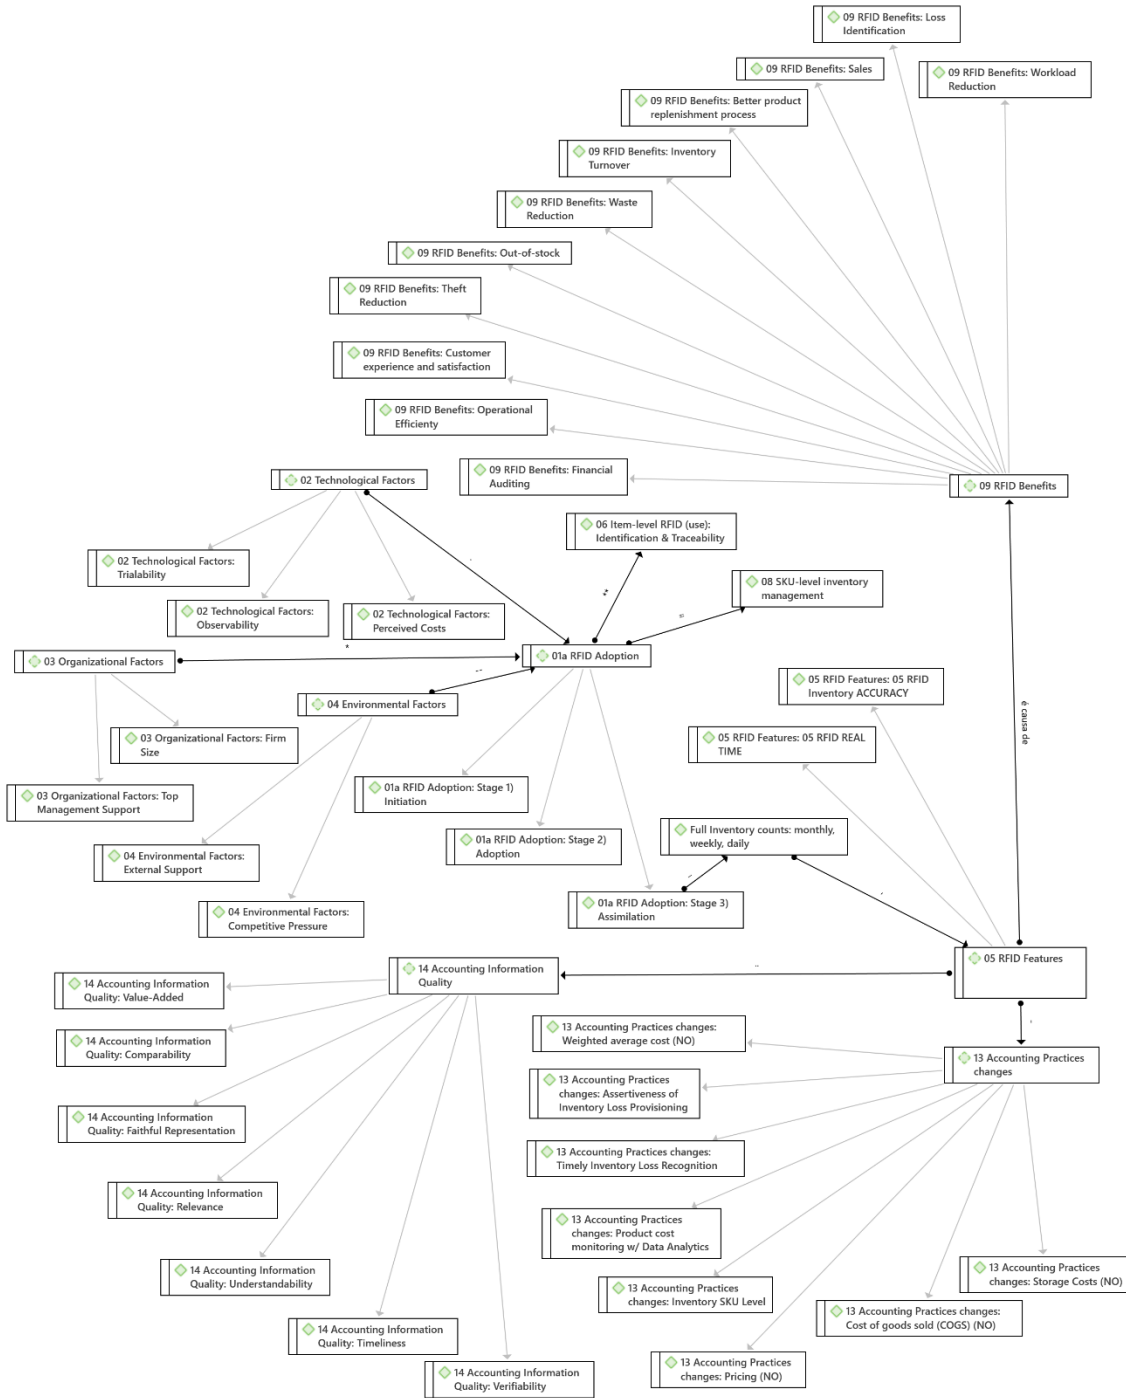 09 RFID Benefits: Loss
Identification
09 RFID Benefits: Sales
09 RFID Benefits: Workload
Reduction
09 RFID Benefits: Better product
replenishment process
09 RFID Benefits: Inventory
Turnover
09 RFID Benefits: Waste
Reduction
09 RFID Benefits: Out-of-stock
09 RFID Benefits: Theft
Reduction
09 RFID Benefits: Customer
experience and satisfaction
09 RFID Benefits: Operational
Efficienty
09 RFID Benefits: Financial
Auditing
09 RFID Benefits
02 Technological Factors
06 Item-level RFID (use):
Identification & Traceability
02 Technological Factors:
Trialability
08 SKU-level inventory
management
02 Technological Factors:
Observability
02 Technological Factors:
Perceived Costs
03 Organizational Factors
01a RFID Adoption
05 RFID Features: 05 RFID
Inventory ACCURACY
04 Environmental Factors
é causa de
03 Organizational Factors: Firm
Size
05 RFID Features: 05 RFID REAL
TIME
03 Organizational Factors: Top
Management Support
01a RFID Adoption: Stage 1)
Initiation
01a RFID Adoption: Stage 2)
Adoption
Full Inventory counts: monthly,
weekly, daily
04 Environmental Factors:
External Support
04 Environmental Factors:
Competitive Pressure
01a RFID Adoption: Stage 3)
Assimilation
05 RFID Features
14 Accounting Information
Quality
14 Accounting Information
Quality: Value-Added
14 Accounting Information
Quality: Comparability
14 Accounting Information
Quality: Faithful Representation
14 Accounting Information
Quality: Relevance
14 Accounting Information
Quality: Understandability
14 Accounting Information
Quality: Timeliness
14 Accounting Information
Quality: Verifiability
13 Accounting Practices
changes
13 Accounting Practices changes:
Weighted average cost (NO)
13 Accounting Practices
changes: Assertiveness of
Inventory Loss Provisioning
13 Accounting Practices changes:
Timely Inventory Loss Recognition
13 Accounting Practices
changes: Product cost
monitoring w/ Data Analytics
13 Accounting Practices
changes: Inventory SKU Level
13 Accounting Practices
changes: Storage Costs (NO)
13 Accounting Practices changes:
Cost of goods sold (COGS) (NO)
13 Accounting Practices
changes: Pricing (NO)